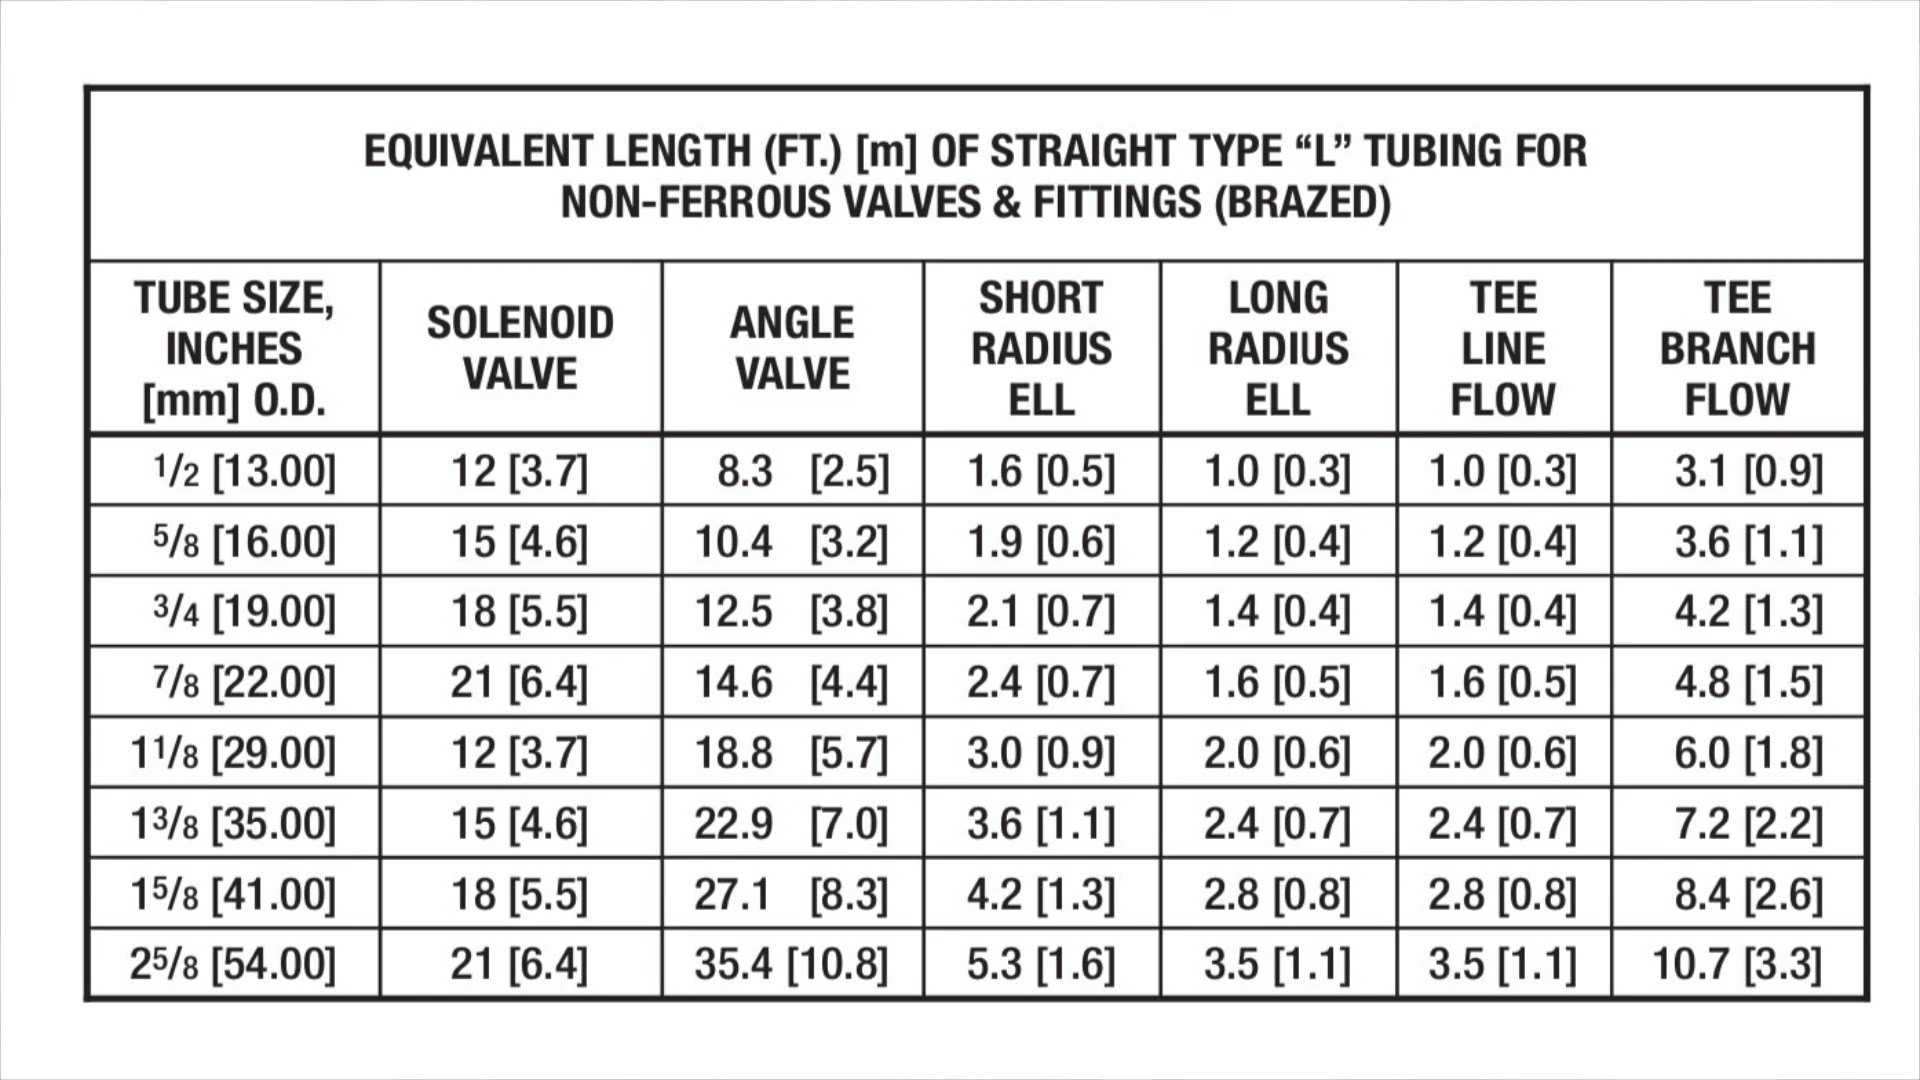 EQUIVALENT LENGTH (FT.) [m] OF STRAIGHT TYPE “L” TUBING FOR
NON-FERROUS VALVES & FITTINGS (BRAZED)
TUBE SIZE, INCHES [mm] O.D. SOLENOID VALVE ANGLE VALVE SHORT RADIUS ELL LONG RADIUS ELL TEE LINE FLOW TEE BRANCH FLOW
1/2 [13.00] 12 [3.7] 8.3 [2.5] 1.6 [0.5] 1.0 [0.3] 1.0 [0.3] 3.1 [0.9]
5/8 [16.00] 15 [4.6] 10.4 [3.2] 1.9 [0.6] 1.2 [0.4] 1.2 [0.4] 3.6 [1.1]
3/4 [19.00] 18 [5.5] 12.5 [3.8] 2.1 [0.7] 1.4 [0.4] 1.4 [0.4] 4.2 [1.3]
7/8 [22.00] 21 [6.4] 14.6 [4.4] 2.4 [0.7] 1.6 [0.5] 1.6 [0.5] 4.8 [1.5]
1 1/8 [29.00] 12 [3.7] 18.8 [5.7] 3.0 [0.9] 2.0 [0.6] 2.0 [0.6] 6.0 [1.8]
1 3/8 [35.00] 15 [4.6] 22.9 [7.0] 3.6 [1.1] 2.4 [0.7] 2.4 [0.7] 7.2 [2.2]
1 5/8 [41.00] 18 [5.5] 27.1 [8.3] 4.2 [1.3] 2.8 [0.8] 2.8 [0.8] 8.4 [2.6]
2 5/8 [54.00] 21 [6.4] 35.4 [10.8] 5.3 [1.6] 3.5 [1.1] 3.5 [1.1] 10.7 [3.3]